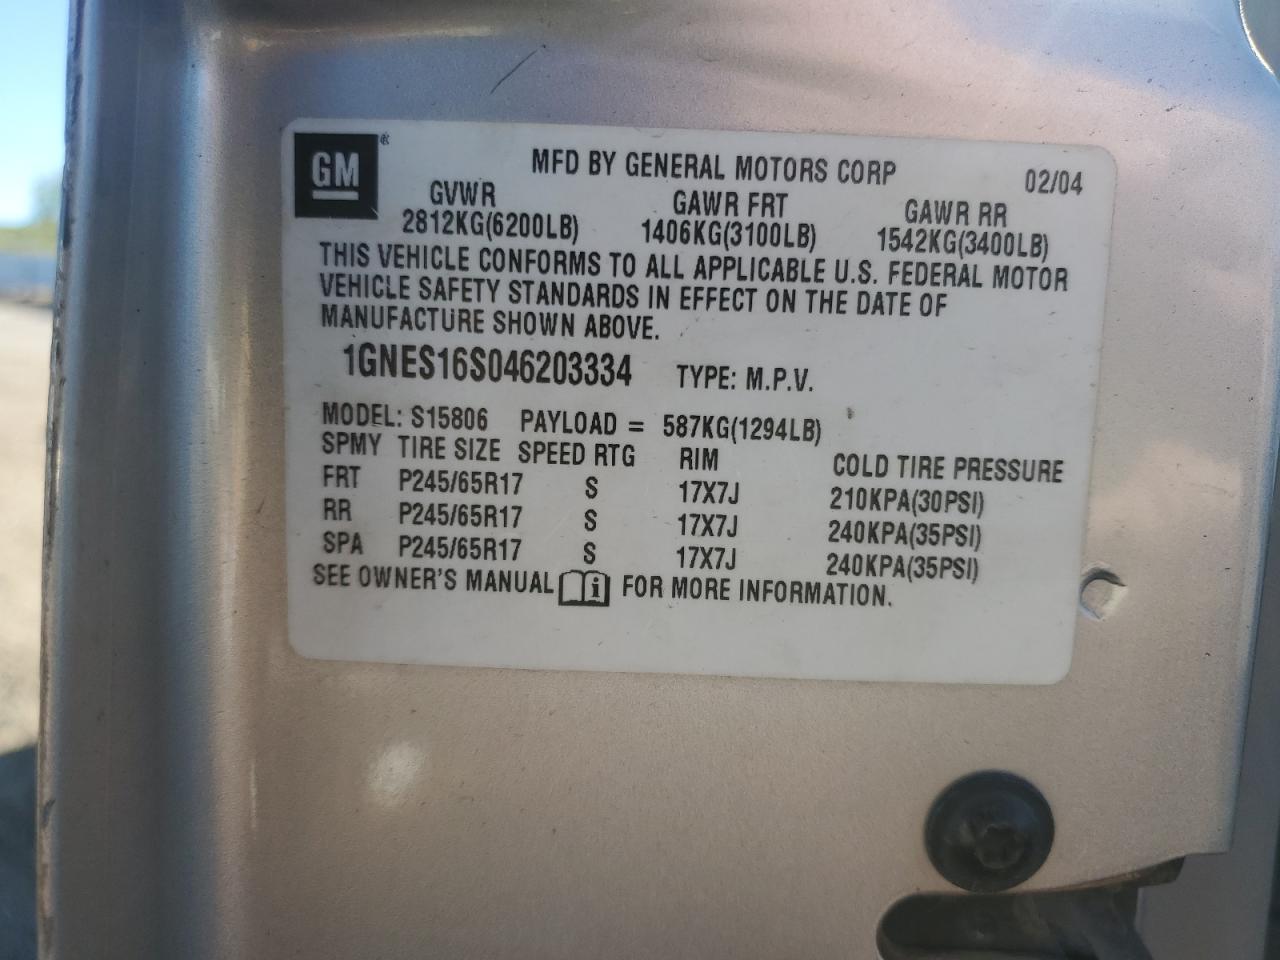 GM®
MFD BY GENERAL MOTORS CORP 02/04
GVWR GAWR FRT GAWR RR
2812KG(6200LB) 1406KG(3100LB) 1542KG(3400LB)
THIS VEHICLE CONFORMS TO ALL APPLICABLE U.S. FEDERAL MOTOR
VEHICLE SAFETY STANDARDS IN EFFECT ON THE DATE OF
MANUFACTURE SHOWN ABOVE.
1GNES16S046203334 TYPE: M.P.V.
MODEL: S15806 PAYLOAD = 587KG(1294LB)
SPMY TIRE SIZE SPEED RTG RIM COLD TIRE PRESSURE
FRT P245/65R17 S 17X7J 210KPA(30PSI)
RR P245/65R17 S 17X7J 240KPA(35PSI)
SPA P245/65R17 S 17X7J 240KPA(35PSI)
SEE OWNER'S MANUAL i FOR MORE INFORMATION.